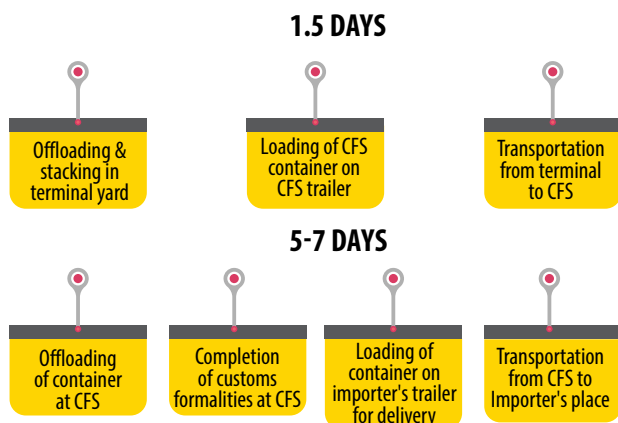 1.5 DAYS
Offloading &
stacking in
terminal yard
Loading of CFS
container on
CFS trailer
Transportation
from terminal
to CFS
5-7 DAYS
Offloading
of container
at CFS
Completion
of customs
formalities at CFS
Loading of
container on
importer's trailer
for delivery
Transportation
from CFS to
Importer's place